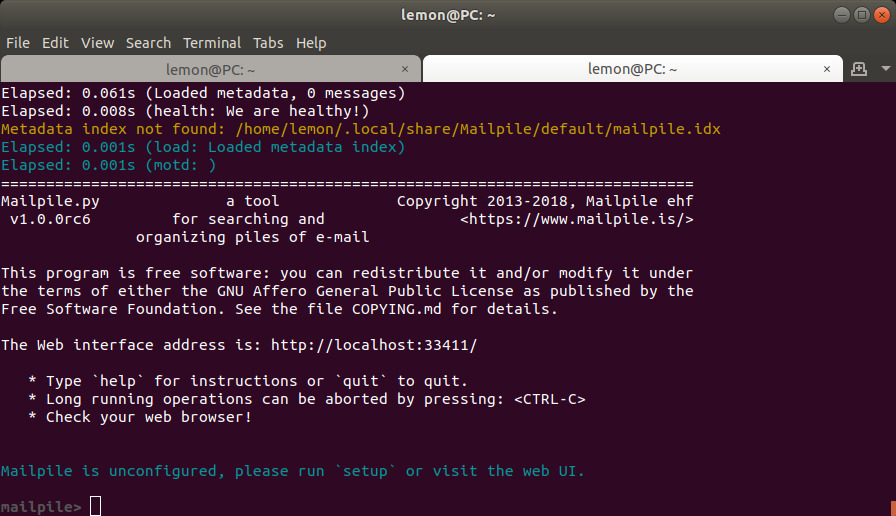 lemon@PC: ~
File Edit View Search Terminal Tabs Help
lemon@PC: ~ × lemon@PC: ~ ×
Elapsed: 0.061s (Loaded metadata, 0 messages)
Elapsed: 0.008s (health: We are healthy!)
Metadata index not found: /home/lemon/.local/share/Mailpile/default/mailpile.idx
Elapsed: 0.001s (load: Loaded metadata index)
Elapsed: 0.001s (motd: )
=============================================================================
Mailpile.py              a tool             Copyright 2013-2018, Mailpile ehf
 v1.0.0rc6         for searching and               <https://www.mailpile.is/>
               organizing piles of e-mail
This program is free software: you can redistribute it and/or modify it under
the terms of either the GNU Affero General Public License as published by the
Free Software Foundation. See the file COPYING.md for details.
The Web interface address is: http://localhost:33411/
   * Type `help` for instructions or `quit` to quit.
   * Long running operations can be aborted by pressing: <CTRL-C>
   * Check your web browser!
Mailpile is unconfigured, please run `setup` or visit the web UI.
mailpile>